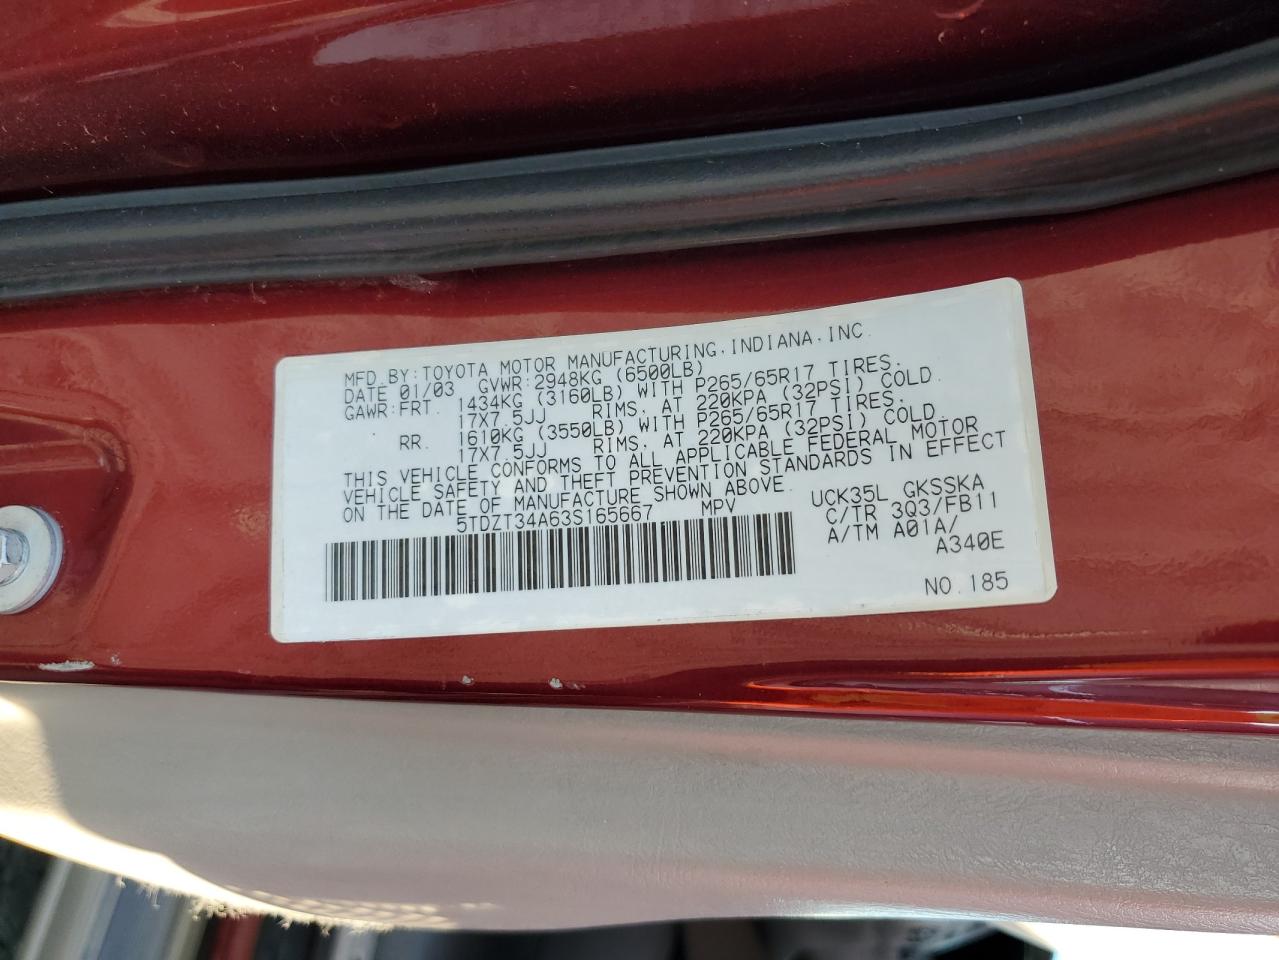 MFD.BY:TOYOTA MOTOR MANUFACTURING.INDIANA.INC.
DATE 01/03 GVWR:2948KG (6500LB)
GAWR:FRT. 1434KG (3160LB) WITH P265/65R17 TIRES.
17X7.5JJ RIMS. AT 220KPA (32PSI) COLD.
RR. 1610KG (3550LB) WITH P265/65R17 TIRES.
17X7.5JJ RIMS. AT 220KPA (32PSI) COLD.
THIS VEHICLE CONFORMS TO ALL APPLICABLE FEDERAL MOTOR
VEHICLE SAFETY AND THEFT PREVENTION STANDARDS IN EFFECT
ON THE DATE OF MANUFACTURE SHOWN ABOVE.
5TDZT34A63S165667 MPV
UCK35L GKSSKA
C/TR 3Q3/FB11
A/TM A01A/
A340E
NO.185